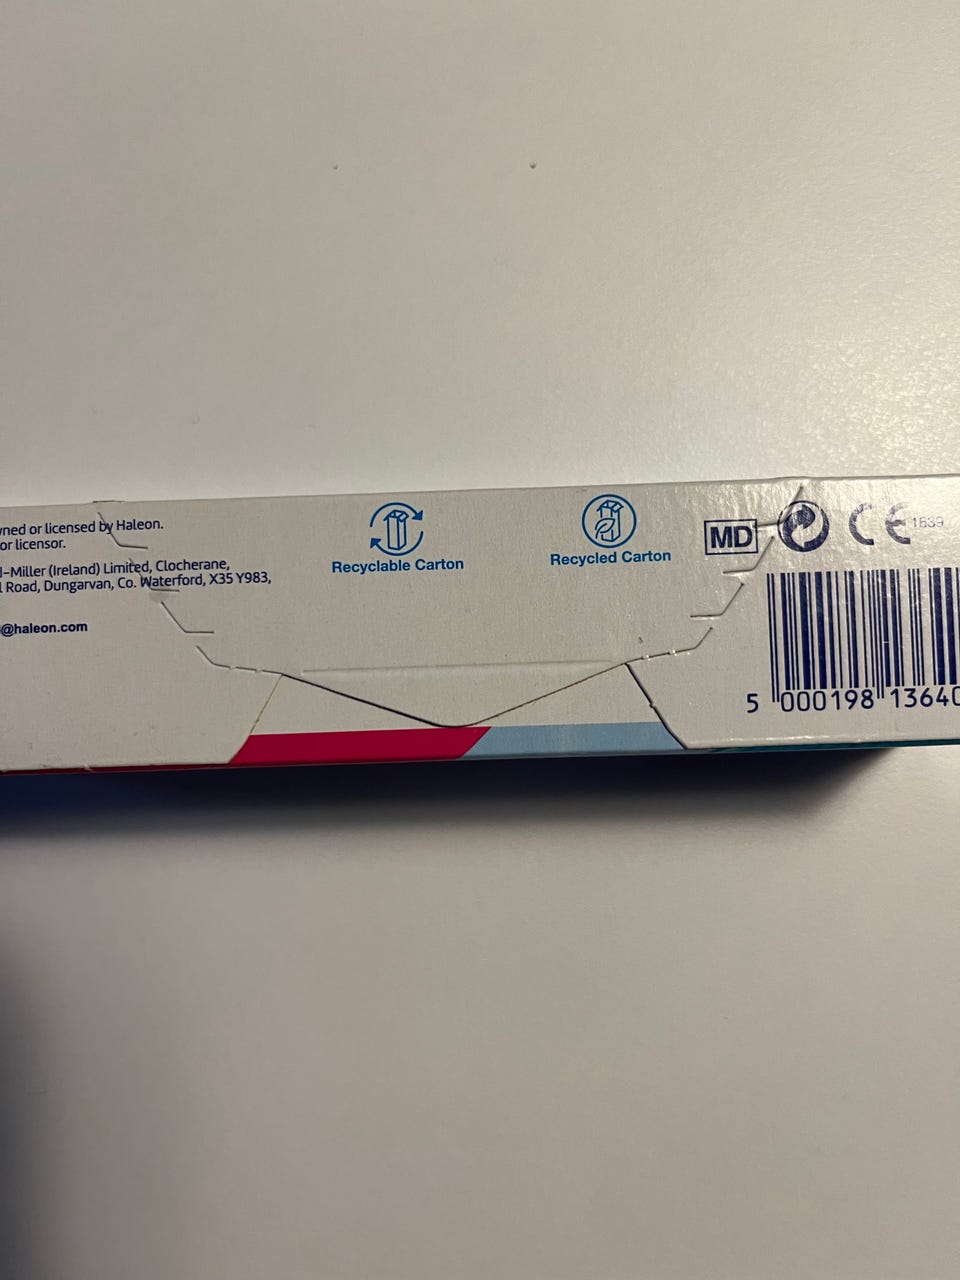 ned or licensed by Haleon.
or licensor.
-Miller (Ireland) Limited, Clocherane,
Road, Dungarvan, Co. Waterford, X35 Y983,
@haleon.com
Recyclable Carton
Recycled Carton
MD
CE 1639
5 000198 13640